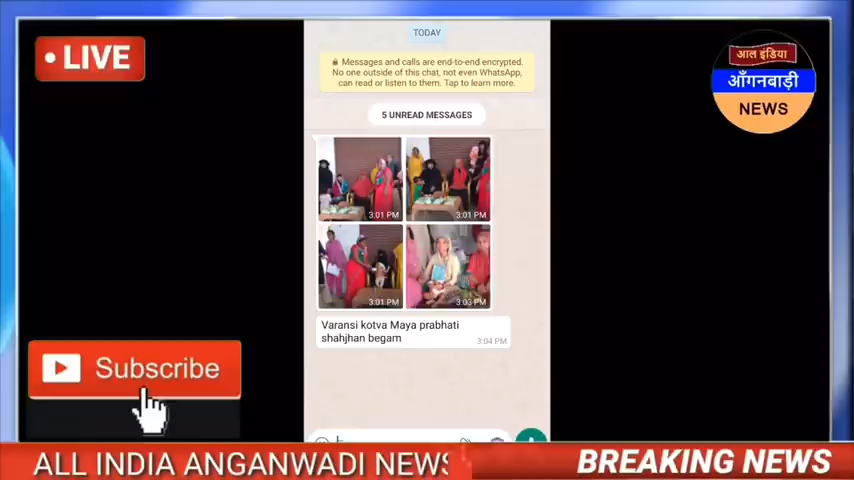 LIVE
TODAY
Messages and calls are end-to-end encrypted.
No one outside of this chat, not even WhatsApp,
can read or listen to them. Tap to learn more.
5 UNREAD MESSAGES
3:01 PM
3:01 PM
3:01 PM
3:03 PM
Varansi kotva Maya prabhati
shahjhan begam
3:04 PM
आल इंडिया
आँगनबाड़ी
NEWS
Subscribe
ALL INDIA ANGANWADI NEWS
BREAKING NEWS